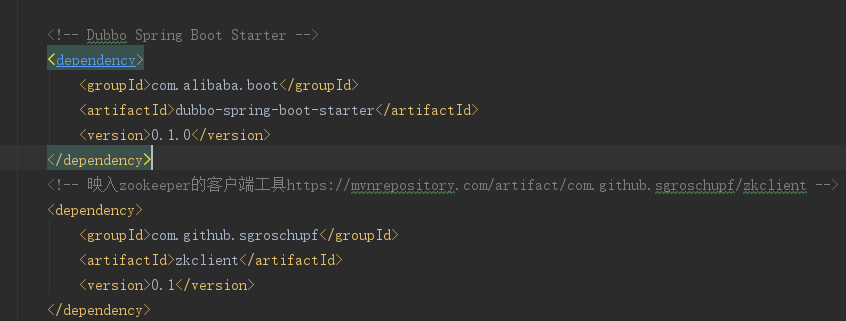 <!-- Dubbo Spring Boot Starter -->
<dependency>
<groupId>com.alibaba.boot</groupId>
<artifactId>dubbo-spring-boot-starter</artifactId>
<version>0.1.0</version>
</dependency>
<!-- 映入zookeeper的客户端工具https://mvnrepository.com/artifact/com.github.sgroschupf/zkclient -->
<dependency>
<groupId>com.github.sgroschupf</groupId>
<artifactId>zkclient</artifactId>
<version>0.1</version>
</dependency>